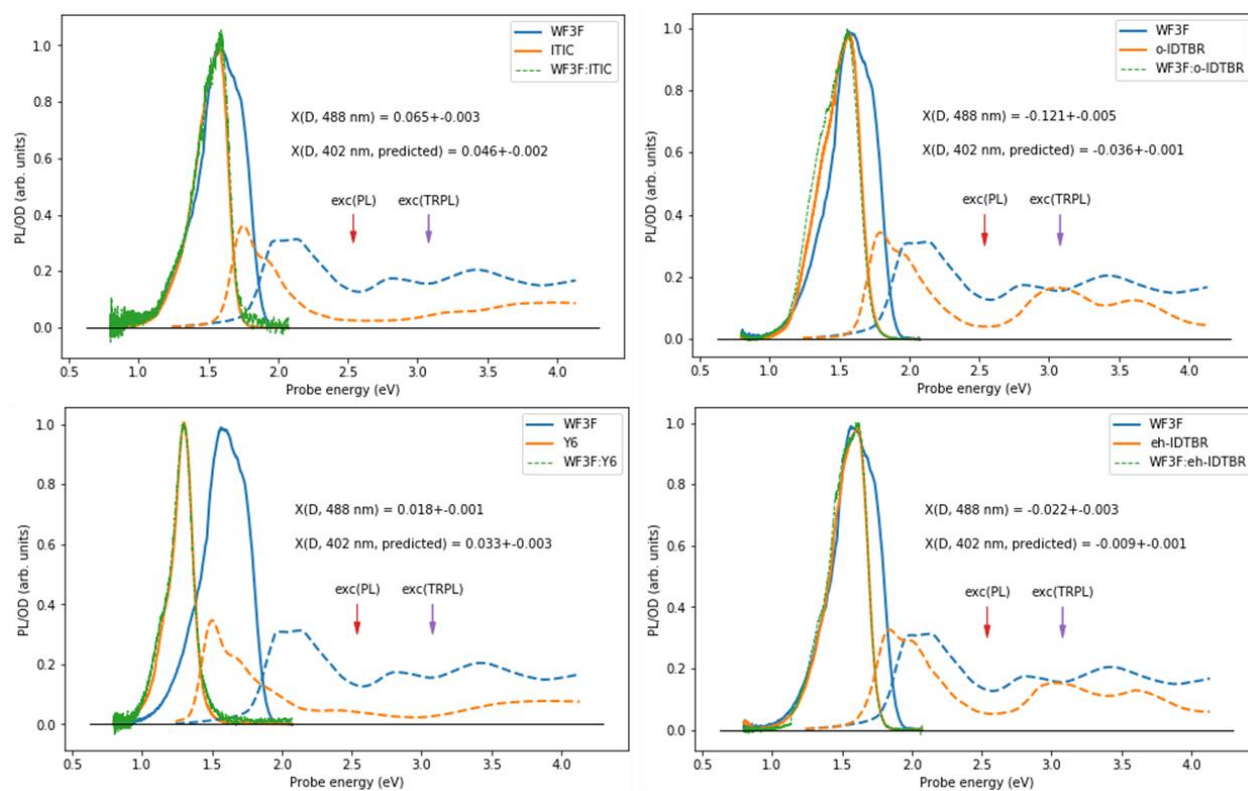 WF3F
ITIC
WF3F:ITIC
X(D, 488 nm) = 0.065+-0.003
X(D, 402 nm, predicted) = 0.046+-0.002
exc(PL) exc(TRPL)
PL/OD (arb. units)
1.0
0.8
0.6
0.4
0.2
0.0
0.5 1.0 1.5 2.0 2.5 3.0 3.5 4.0
Probe energy (eV)
WF3F
o-IDTBR
WF3F:o-IDTBR
X(D, 488 nm) = -0.121+-0.005
X(D, 402 nm, predicted) = -0.036+-0.001
exc(PL) exc(TRPL)
PL/OD (arb. units)
1.0
0.8
0.6
0.4
0.2
0.0
0.5 1.0 1.5 2.0 2.5 3.0 3.5 4.0
Probe energy (eV)
WF3F
Y6
WF3F:Y6
X(D, 488 nm) = 0.018+-0.001
X(D, 402 nm, predicted) = 0.033+-0.003
exc(PL) exc(TRPL)
PL/OD (arb. units)
1.0
0.8
0.6
0.4
0.2
0.0
0.5 1.0 1.5 2.0 2.5 3.0 3.5 4.0
Probe energy (eV)
WF3F
eh-IDTBR
WF3F:eh-IDTBR
X(D, 488 nm) = -0.022+-0.003
X(D, 402 nm, predicted) = -0.009+-0.001
exc(PL) exc(TRPL)
PL/OD (arb. units)
1.0
0.8
0.6
0.4
0.2
0.0
0.5 1.0 1.5 2.0 2.5 3.0 3.5 4.0
Probe energy (eV)